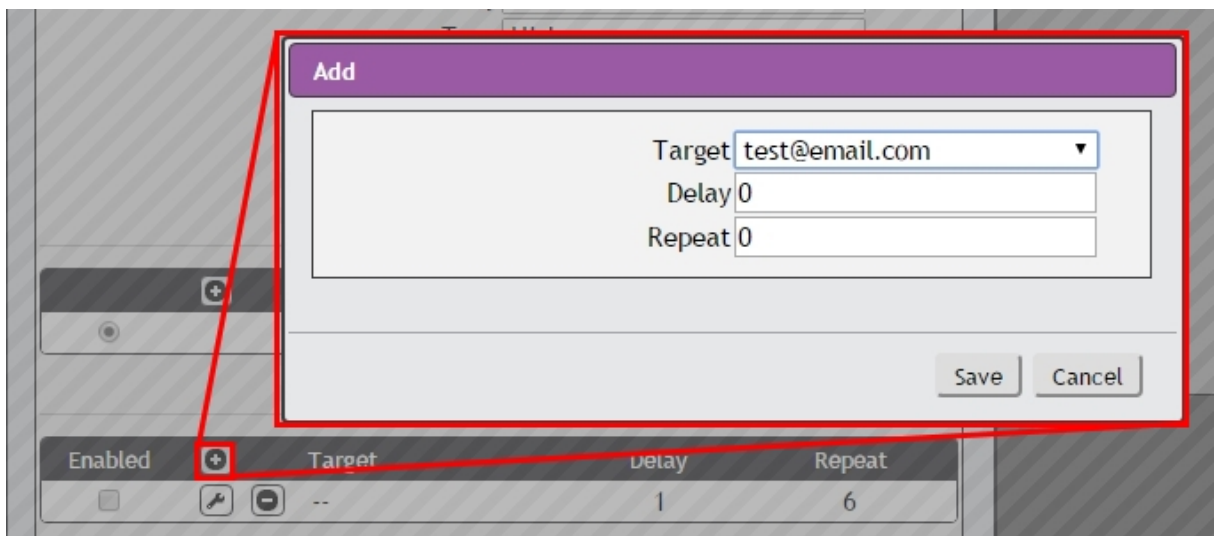 Add
Target test@email.com
Delay 0
Repeat 0
Save Cancel
Enabled Target Delay Repeat
-- 1 6